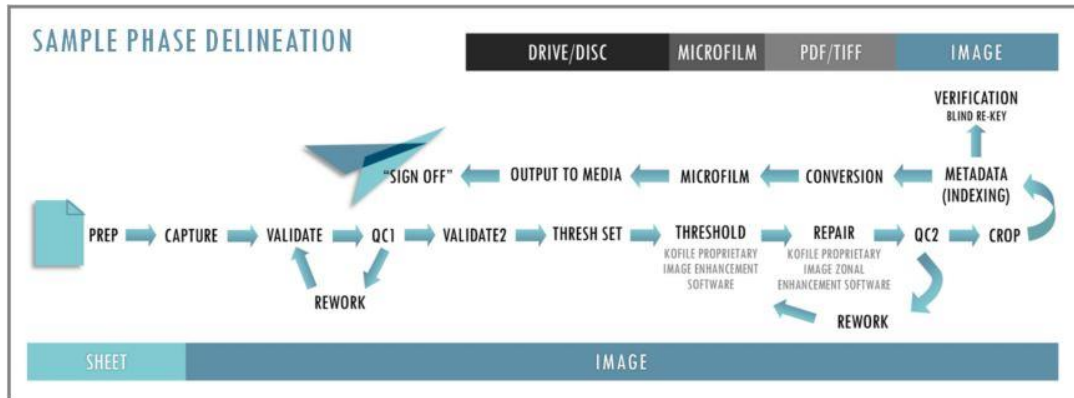 SAMPLE PHASE DELINEATION
DRIVE/DISC MICROFILM PDF/TIFF IMAGE
VERIFICATION
BLIND RE-KEY
"SIGN OFF" OUTPUT TO MEDIA MICROFILM CONVERSION METADATA
(INDEXING)
PREP CAPTURE VALIDATE QC1 VALIDATE2 THRESH SET THRESHOLD REPAIR QC2 CROP
KOFILE PROPRIETARY
IMAGE ENHANCEMENT
SOFTWARE
KOFILE PROPRIETARY
IMAGE ZONAL
ENHANCEMENT SOFTWARE
REWORK
REWORK
SHEET IMAGE